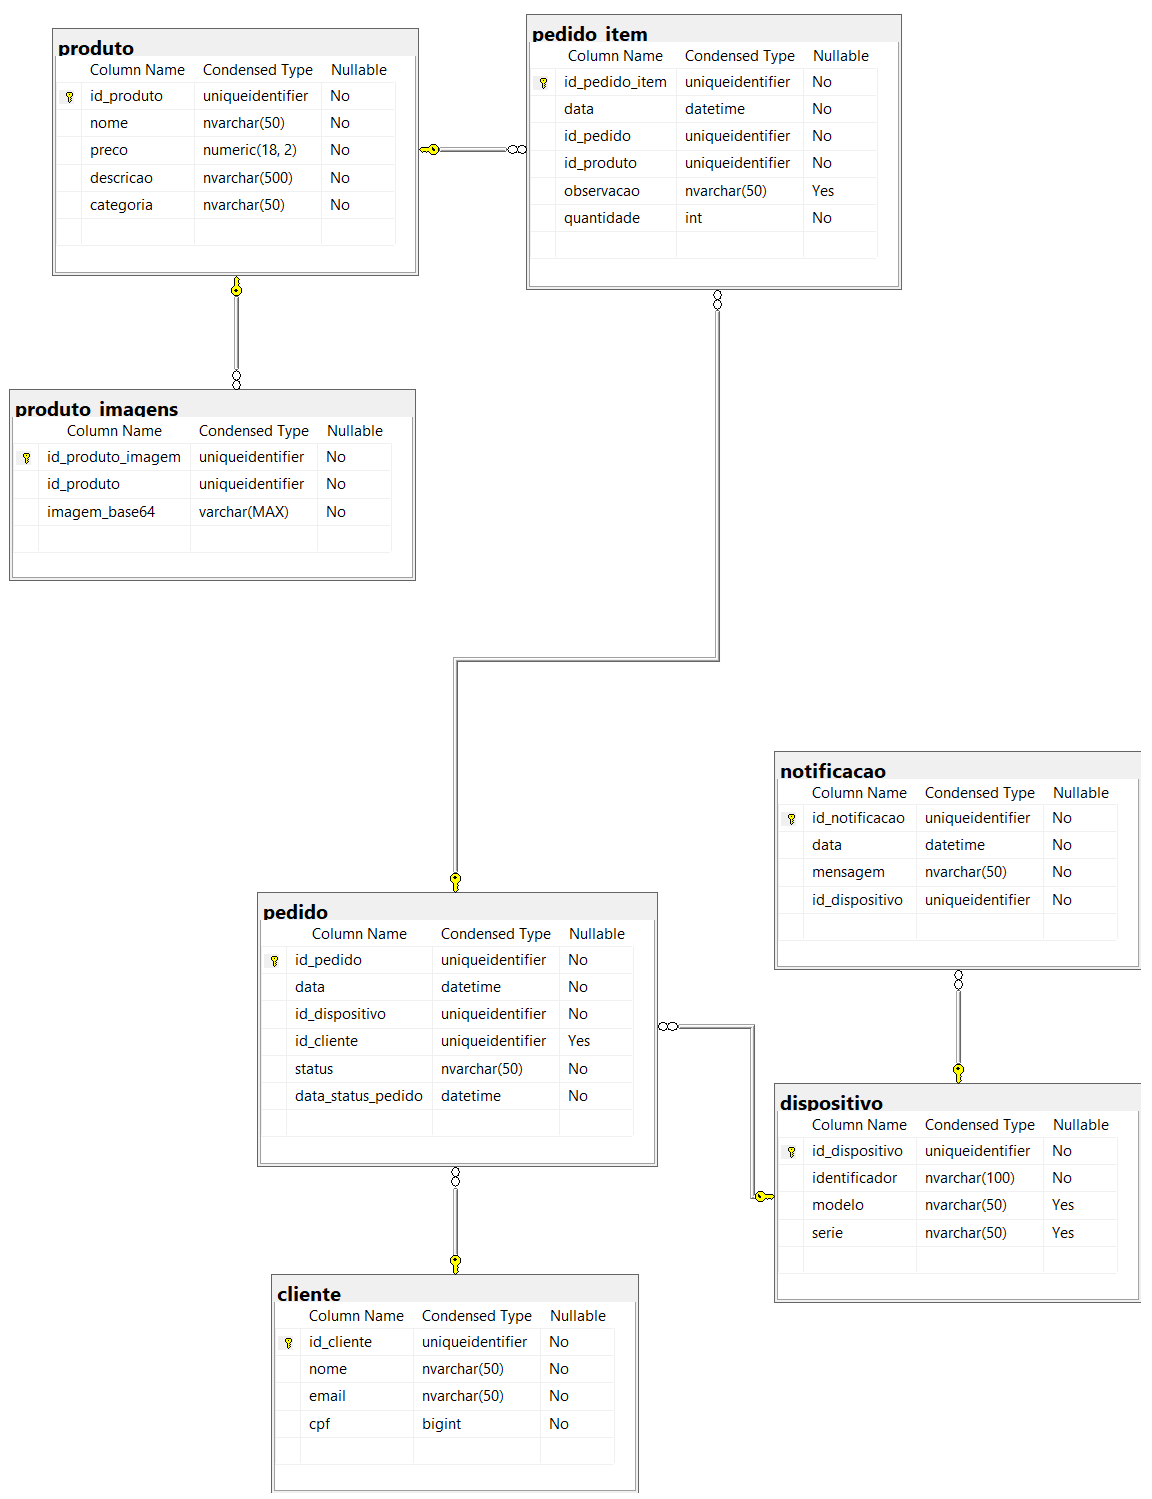 produto
Column Name Condensed Type Nullable
id_produto uniqueidentifier No
nome nvarchar(50) No
preco numeric(18, 2) No
descricao nvarchar(500) No
categoria nvarchar(50) No
pedido_item
Column Name Condensed Type Nullable
id_pedido_item uniqueidentifier No
data datetime No
id_pedido uniqueidentifier No
id_produto uniqueidentifier No
observacao nvarchar(50) Yes
quantidade int No
produto_imagens
Column Name Condensed Type Nullable
id_produto_imagem uniqueidentifier No
id_produto uniqueidentifier No
imagem_base64 varchar(MAX) No
notificacao
Column Name Condensed Type Nullable
id_notificacao uniqueidentifier No
data datetime No
mensagem nvarchar(50) No
id_dispositivo uniqueidentifier No
pedido
Column Name Condensed Type Nullable
id_pedido uniqueidentifier No
data datetime No
id_dispositivo uniqueidentifier No
id_cliente uniqueidentifier Yes
status nvarchar(50) No
data_status_pedido datetime No
dispositivo
Column Name Condensed Type Nullable
id_dispositivo uniqueidentifier No
identificador nvarchar(100) No
modelo nvarchar(50) Yes
serie nvarchar(50) Yes
cliente
Column Name Condensed Type Nullable
id_cliente uniqueidentifier No
nome nvarchar(50) No
email nvarchar(50) No
cpf bigint No